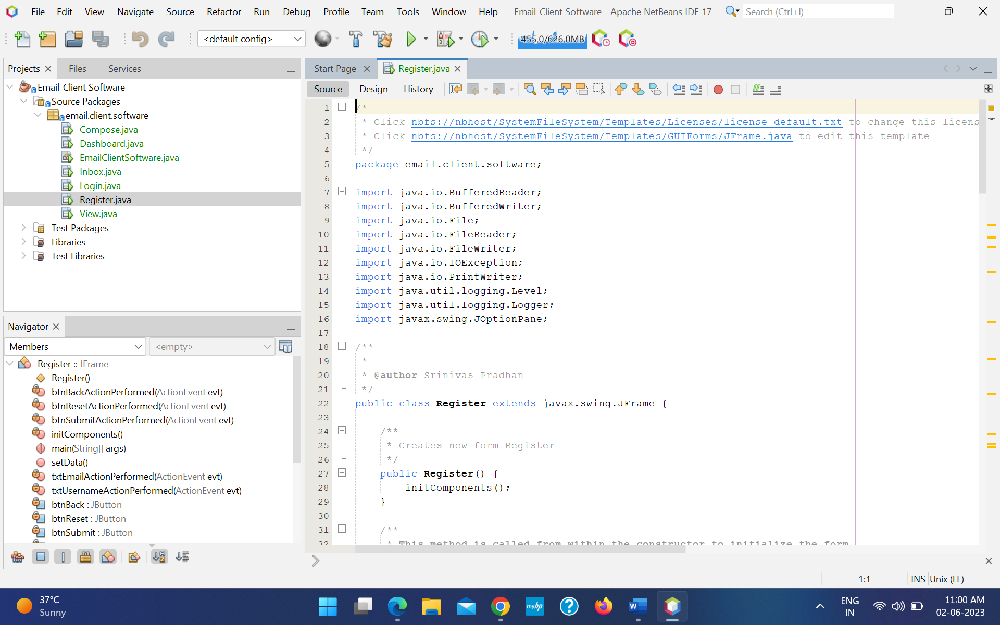 File Edit View Navigate Source Refactor Run Debug Profile Team Tools Window Help Email-Client Software - Apache NetBeans IDE 17 Search (Ctrl+I)
<default config> 455.0/626.0MB
Projects Files Services
Email-Client Software
Source Packages
email.client.software
Compose.java
Dashboard.java
EmailClientSoftware.java
Inbox.java
Login.java
Register.java
View.java
Test Packages
Libraries
Test Libraries
Navigator
Members <empty>
Register :: JFrame
Register()
btnBackActionPerformed(ActionEvent evt)
btnResetActionPerformed(ActionEvent evt)
btnSubmitActionPerformed(ActionEvent evt)
initComponents()
main(String[] args)
setData()
txtEmailActionPerformed(ActionEvent evt)
txtUsernameActionPerformed(ActionEvent evt)
btnBack : JButton
btnReset : JButton
btnSubmit : JButton
Start Page Register.java
Source Design History
1 /*
2 * Click nbfs://nbhost/SystemFileSystem/Templates/Licenses/license-default.txt to change this licens
3 * Click nbfs://nbhost/SystemFileSystem/Templates/GUIForms/JFrame.java to edit this template
4 */
5 package email.client.software;
6
7 import java.io.BufferedReader;
8 import java.io.BufferedWriter;
9 import java.io.File;
10 import java.io.FileReader;
11 import java.io.FileWriter;
12 import java.io.IOException;
13 import java.io.PrintWriter;
14 import java.util.logging.Level;
15 import java.util.logging.Logger;
16 import javax.swing.JOptionPane;
17
18 /**
19 *
20 * @author Srinivas Pradhan
21 */
22 public class Register extends javax.swing.JFrame {
23
24 /**
25 * Creates new form Register
26 */
27 public Register() {
28 initComponents();
29 }
30
31 /**
32 * This method is called from within the constructor to initialize the form
1:1 INS Unix (LF)
37°C
Sunny
myhp
W
ENG
IN
11:00 AM
02-06-2023